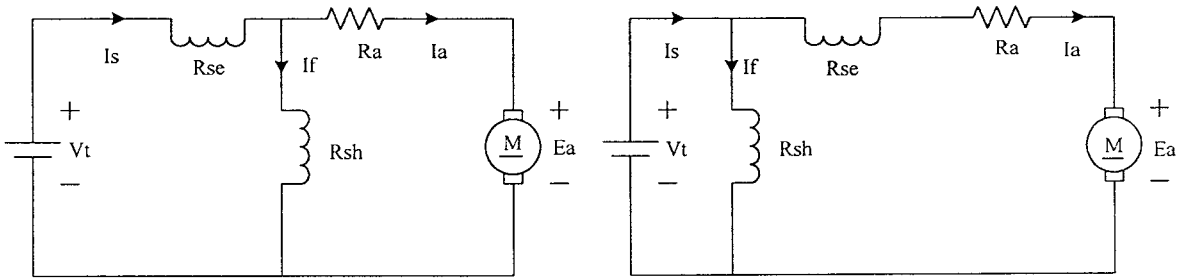 Is
Rse
If
Ra
Ia
+
Vt
−
Rsh
M
+
Ea
−
Is
If
Rse
Ra
Ia
+
Vt
−
Rsh
M
+
Ea
−